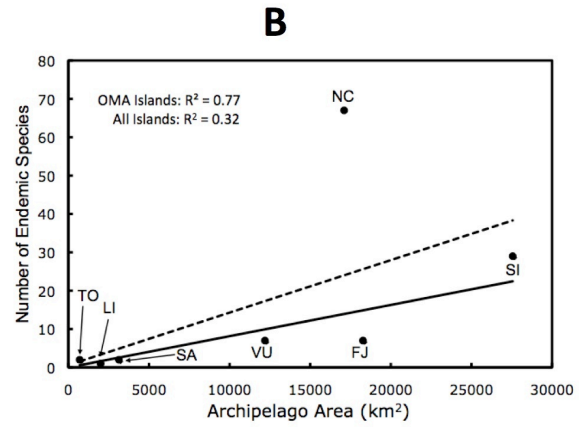 B
80
70
60
50
40
30
20
10
0
Number of Endemic Species
OMA Islands: R² = 0.77
All Islands: R² = 0.32
NC
SI
TO
LI
SA
VU
FJ
0 5000 10000 15000 20000 25000 30000
Archipelago Area (km²)